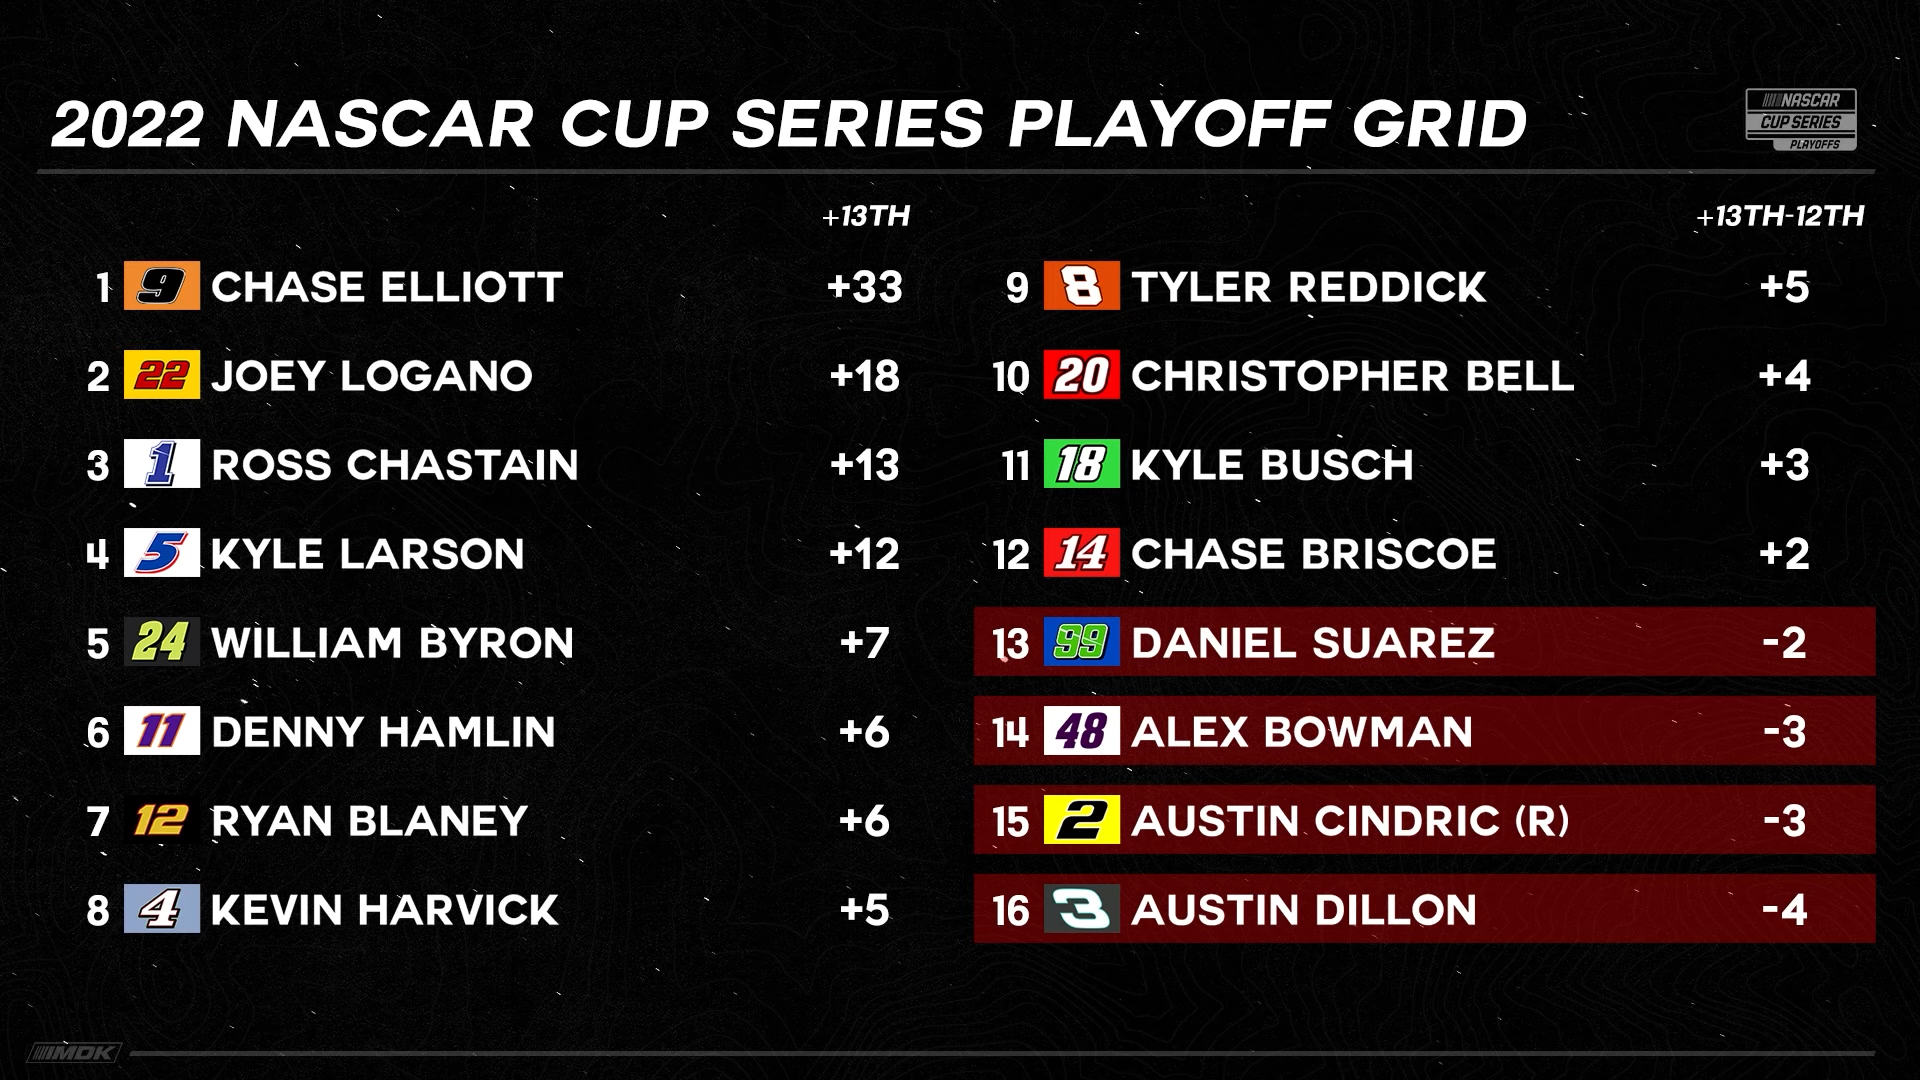 2022 NASCAR CUP SERIES PLAYOFF GRID
NASCAR
CUP SERIES
PLAYOFFS
+13TH
1 9 CHASE ELLIOTT +33
2 22 JOEY LOGANO +18
3 1 ROSS CHASTAIN +13
4 5 KYLE LARSON +12
5 24 WILLIAM BYRON +7
6 11 DENNY HAMLIN +6
7 12 RYAN BLANEY +6
8 4 KEVIN HARVICK +5
+13TH-12TH
9 8 TYLER REDDICK +5
10 20 CHRISTOPHER BELL +4
11 18 KYLE BUSCH +3
12 14 CHASE BRISCOE +2
13 99 DANIEL SUAREZ -2
14 48 ALEX BOWMAN -3
15 2 AUSTIN CINDRIC (R) -3
16 3 AUSTIN DILLON -4
MDK